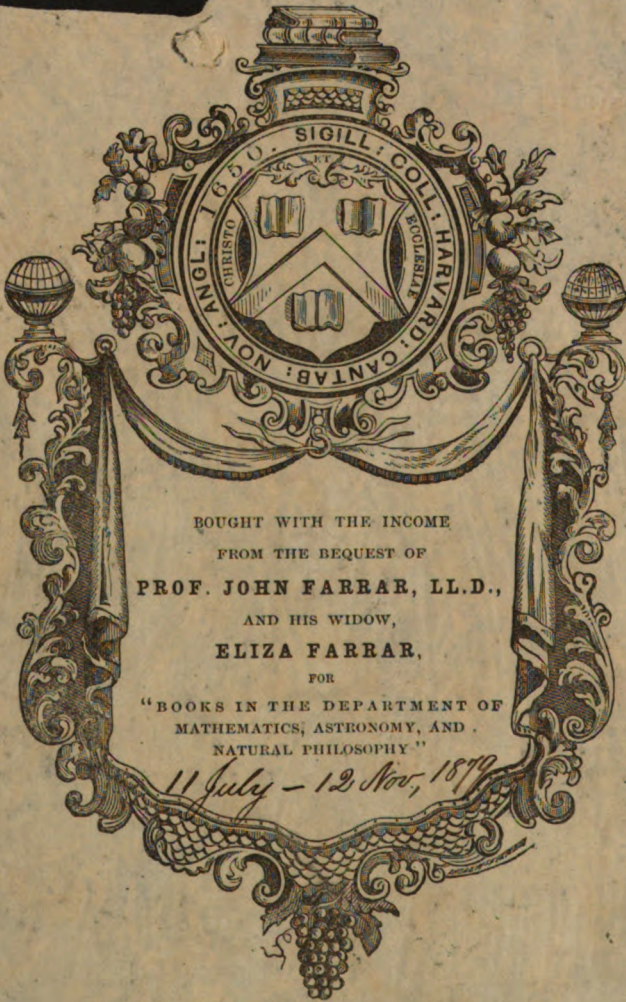 SIGILL: COLL: HARVARD: CANTAB: NOV: ANGL: 1650.
ET
CHRISTO
ECCLESIAE
BOUGHT WITH THE INCOME
FROM THE BEQUEST OF
PROF. JOHN FARRAR, LL.D.,
AND HIS WIDOW,
ELIZA FARRAR,
FOR
"BOOKS IN THE DEPARTMENT OF
MATHEMATICS, ASTRONOMY, AND
NATURAL PHILOSOPHY"
11 July – 12 Nov, 1879